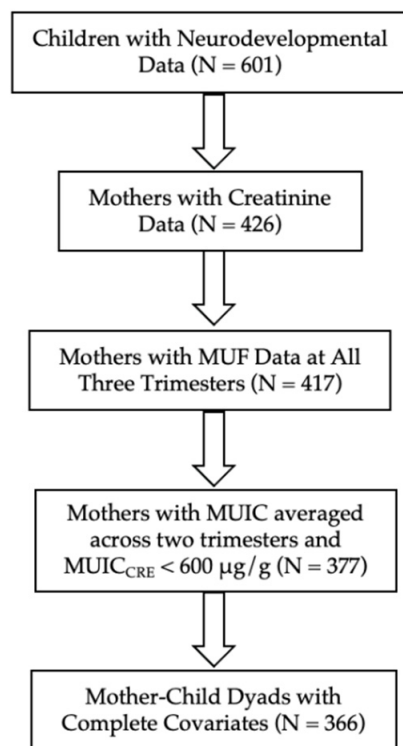 Children with Neurodevelopmental
Data (N = 601)
Mothers with Creatinine
Data (N = 426)
Mothers with MUF Data at All
Three Trimesters (N = 417)
Mothers with MUIC averaged
across two trimesters and
MUIC_CRE < 600 µg/g (N = 377)
Mother-Child Dyads with
Complete Covariates (N = 366)